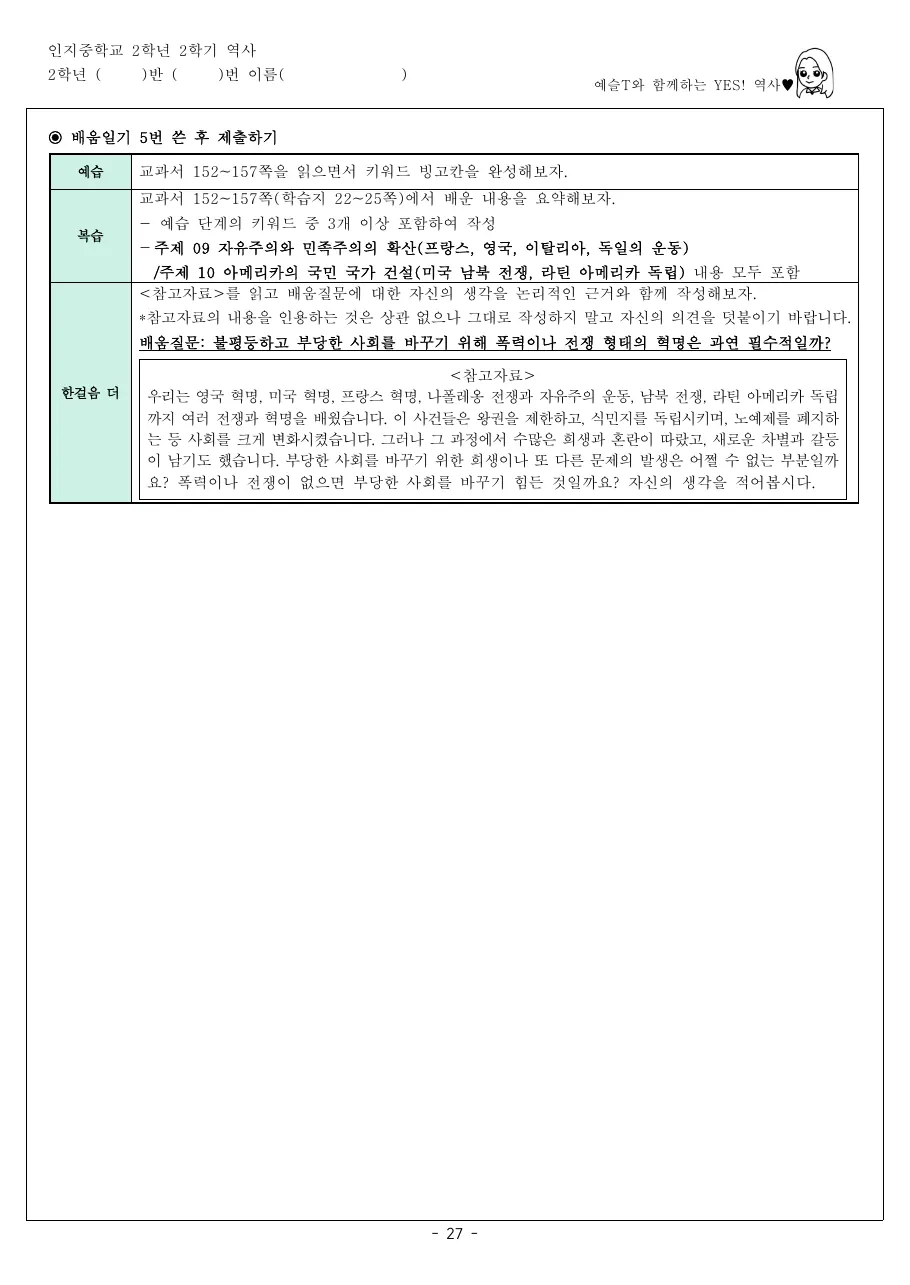 인지중학교 2학년 2학기 역사
2학년 (      )반 (      )번 이름(                  )
예슬T와 함께하는 YES! 역사♥
◉ 배움일기 5번 쓴 후 제출하기
예습
교과서 152~157쪽을 읽으면서 키워드 빙고칸을 완성해보자.
복습
교과서 152~157쪽(학습지 22~25쪽)에서 배운 내용을 요약해보자.
- 예습 단계의 키워드 중 3개 이상 포함하여 작성
- 주제 09 자유주의와 민족주의의 확산(프랑스, 영국, 이탈리아, 독일의 운동)
/주제 10 아메리카의 국민 국가 건설(미국 남북 전쟁, 라틴 아메리카 독립) 내용 모두 포함
한걸음 더
<참고자료>를 읽고 배움질문에 대한 자신의 생각을 논리적인 근거와 함께 작성해보자.
*참고자료의 내용을 인용하는 것은 상관 없으나 그대로 작성하지 말고 자신의 의견을 덧붙이기 바랍니다.
배움질문: 불평등하고 부당한 사회를 바꾸기 위해 폭력이나 전쟁 형태의 혁명은 과연 필수적일까?
<참고자료>
우리는 영국 혁명, 미국 혁명, 프랑스 혁명, 나폴레옹 전쟁과 자유주의 운동, 남북 전쟁, 라틴 아메리카 독립
까지 여러 전쟁과 혁명을 배웠습니다. 이 사건들은 왕권을 제한하고, 식민지를 독립시키며, 노예제를 폐지하
는 등 사회를 크게 변화시켰습니다. 그러나 그 과정에서 수많은 희생과 혼란이 따랐고, 새로운 차별과 갈등
이 남기도 했습니다. 부당한 사회를 바꾸기 위한 희생이나 또 다른 문제의 발생은 어쩔 수 없는 부분일까
요? 폭력이나 전쟁이 없으면 부당한 사회를 바꾸기 힘든 것일까요? 자신의 생각을 적어봅시다.
- 27 -